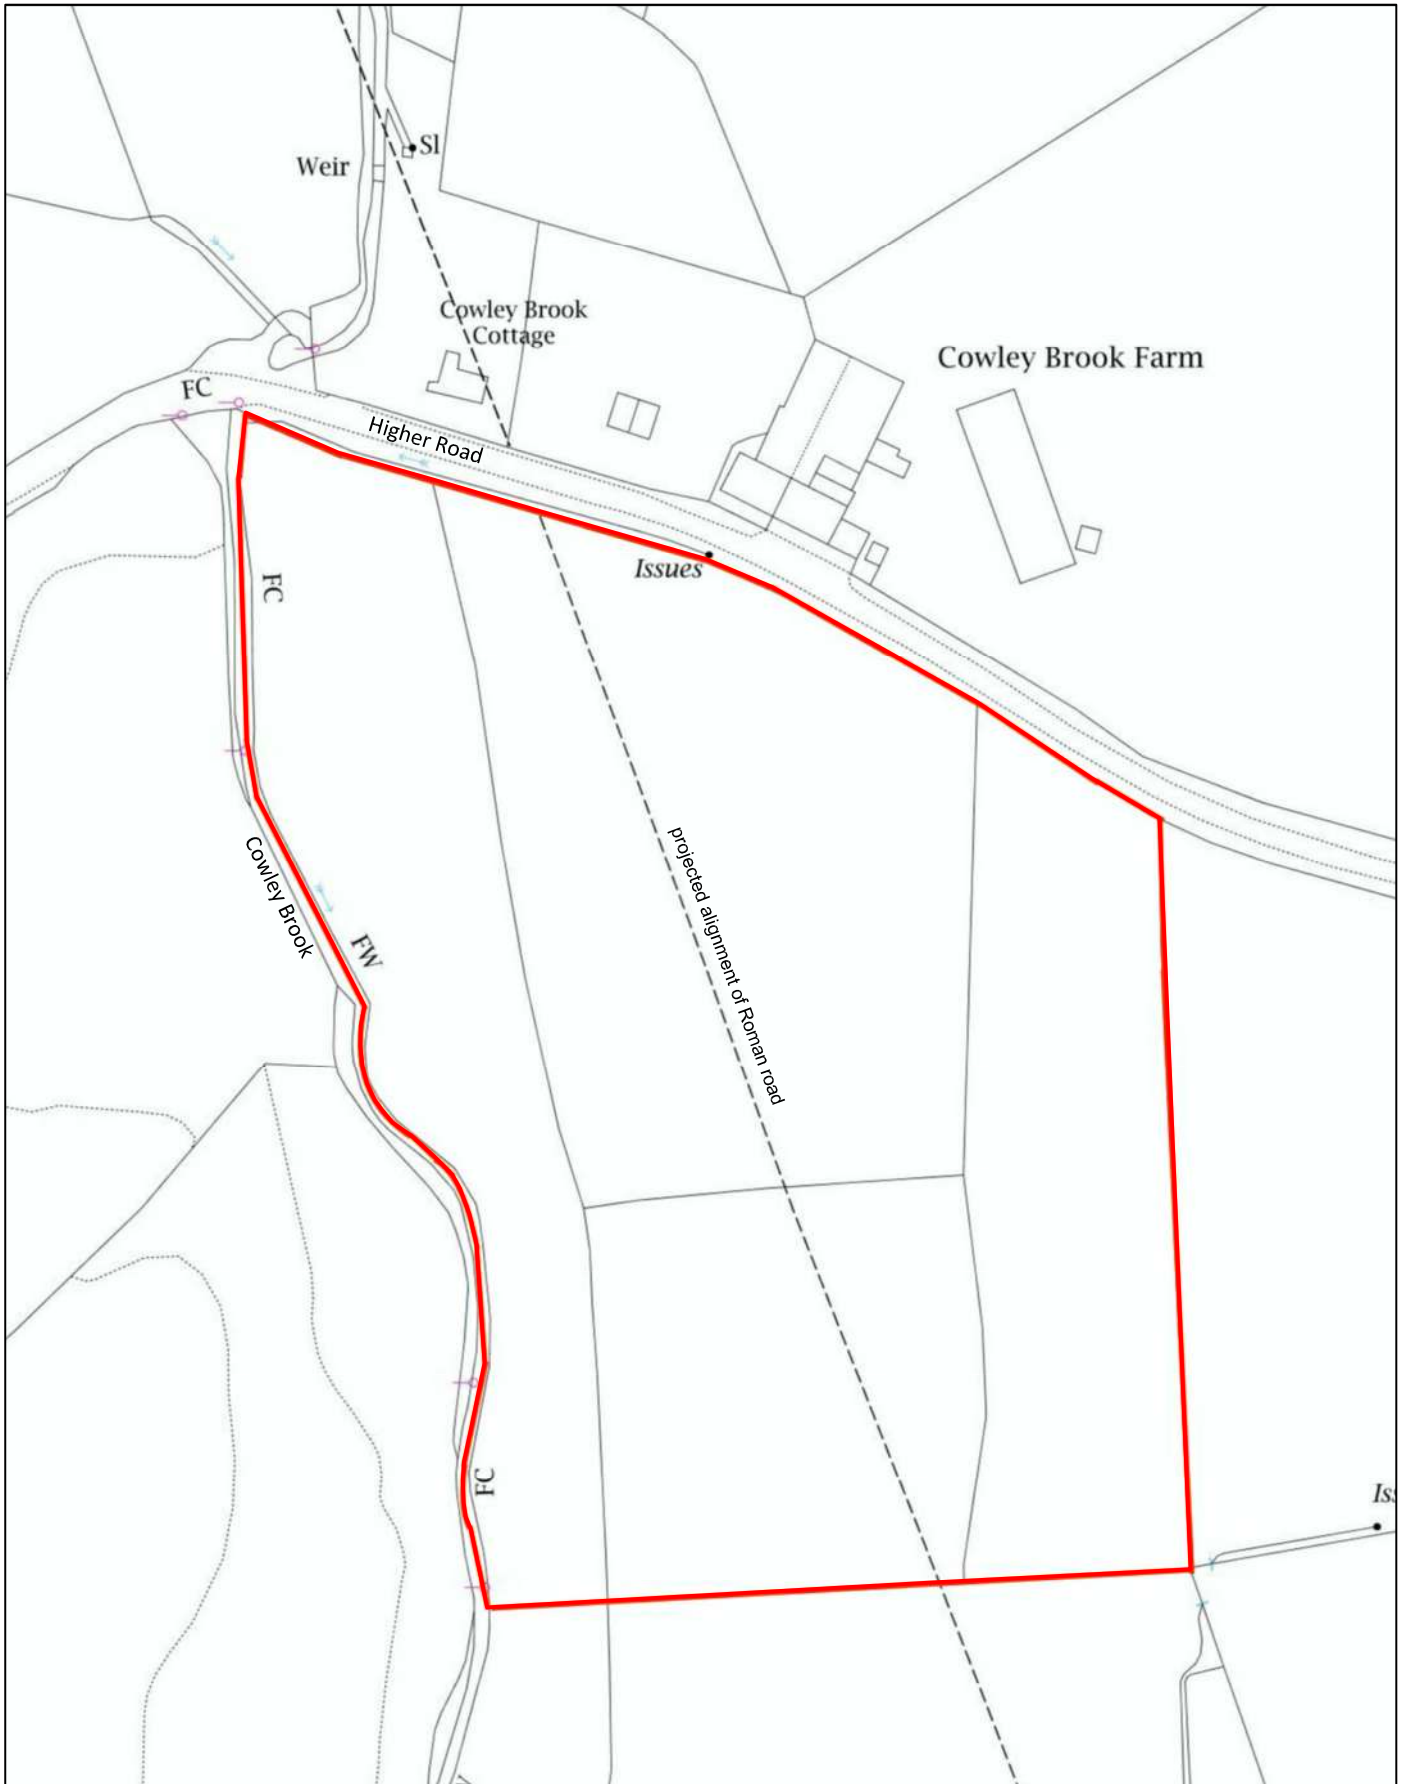 Sl
Weir
Cowley Brook
Cottage
Cowley Brook Farm
FC
Higher Road
Issues
FC
projected alignment of Roman road
Cowley Brook
FW
FC
Iss